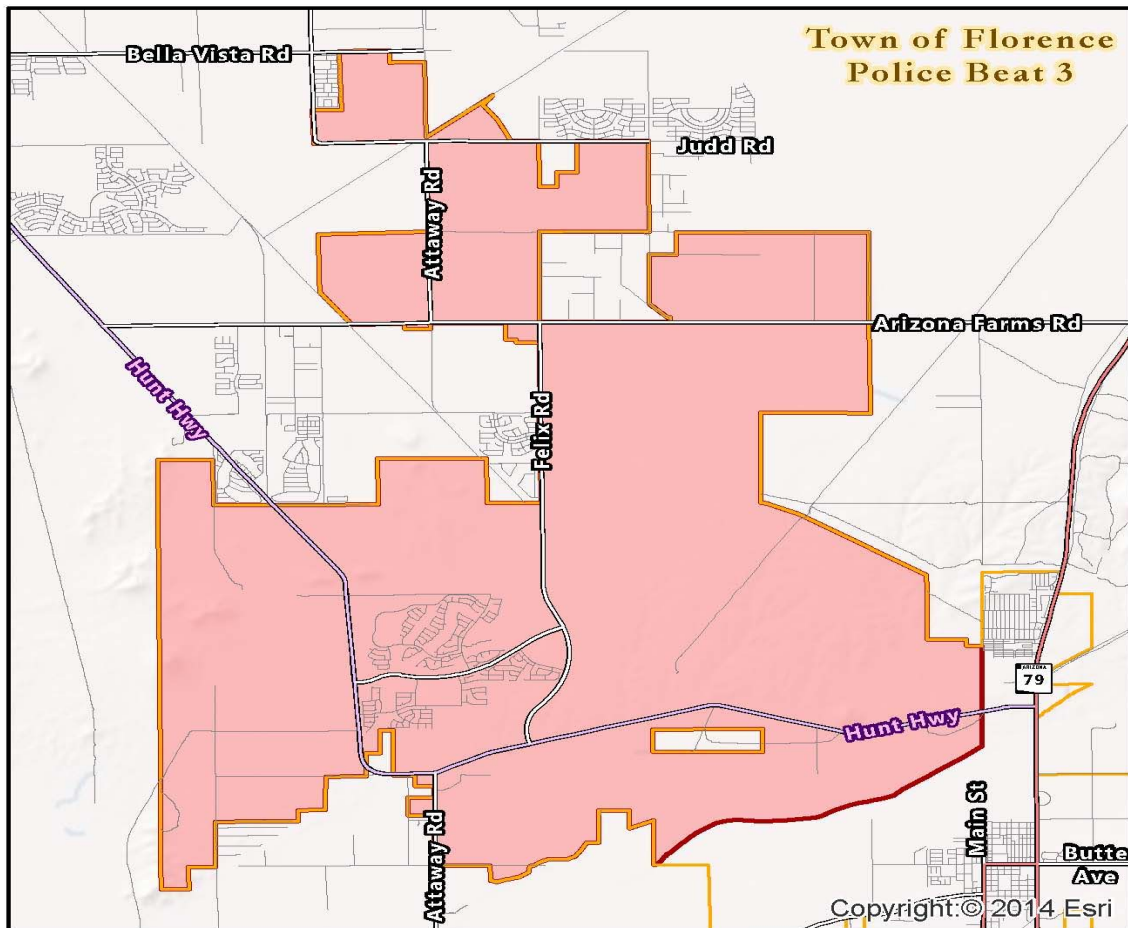 Town of Florence
Police Beat 3
Bella Vista Rd
Judd Rd
Attaway Rd
Arizona Farms Rd
Hunt Hwy
Felix Rd
ARIZONA
79
Hunt Hwy
Main St
Attaway Rd
Butte
Ave
Copyright:© 2014 Esri